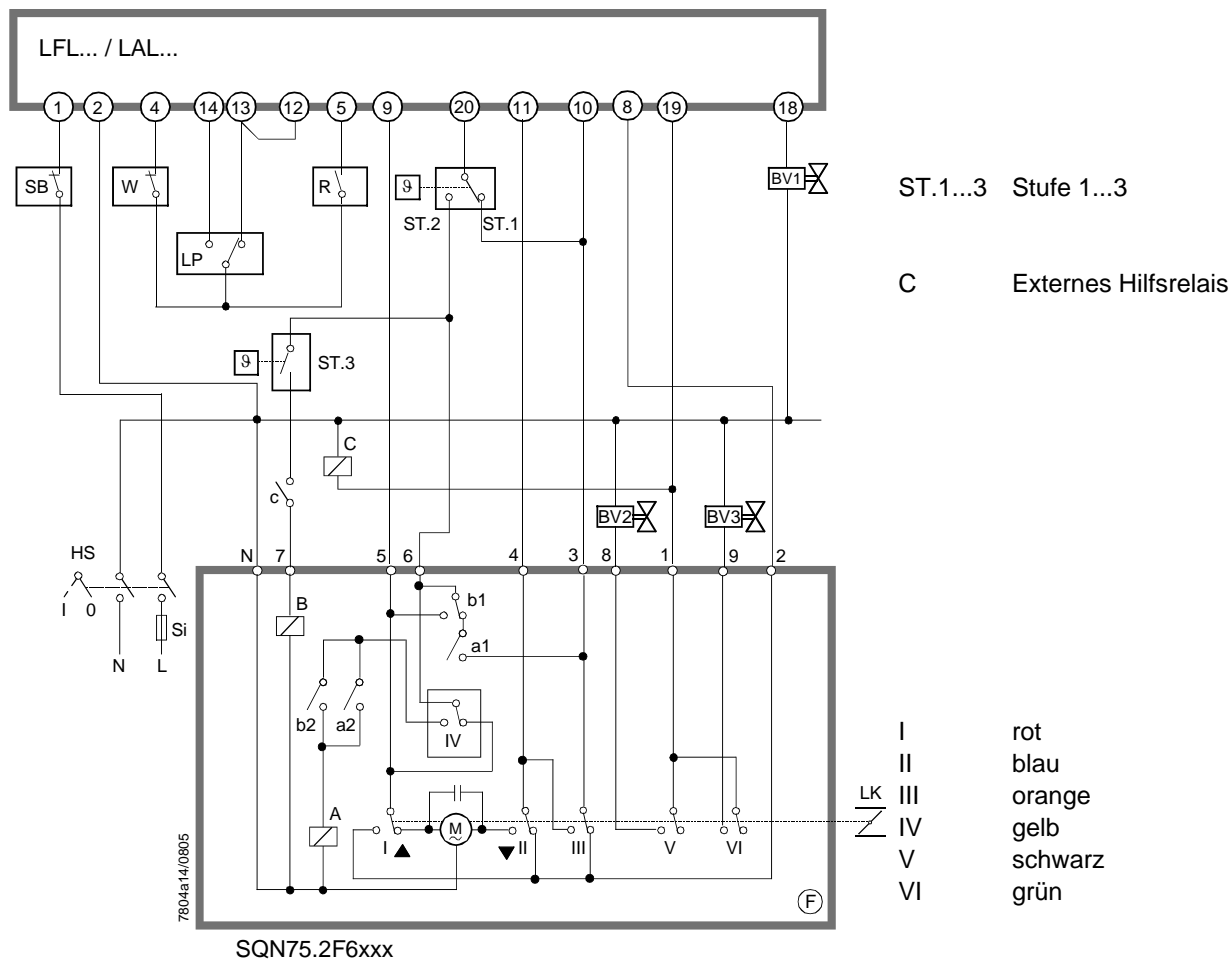 LFL... / LAL...
1 2 4 14 13 12 5 9 20 11 10 8 19 18
SB W R ϑ BV1
ST.2 ST.1
LP
ϑ ST.3
C
c
BV2 BV3
HS
I 0
Si
N L
N 7 5 6 4 3 8 1 9 2
B
b1
a1
b2 a2
IV
A
M
~
I II III V VI
LK
F
7804a14/0805
SQN75.2F6xxx
ST.1...3 Stufe 1...3
C Externes Hilfsrelais
I rot
II blau
III orange
IV gelb
V schwarz
VI grün